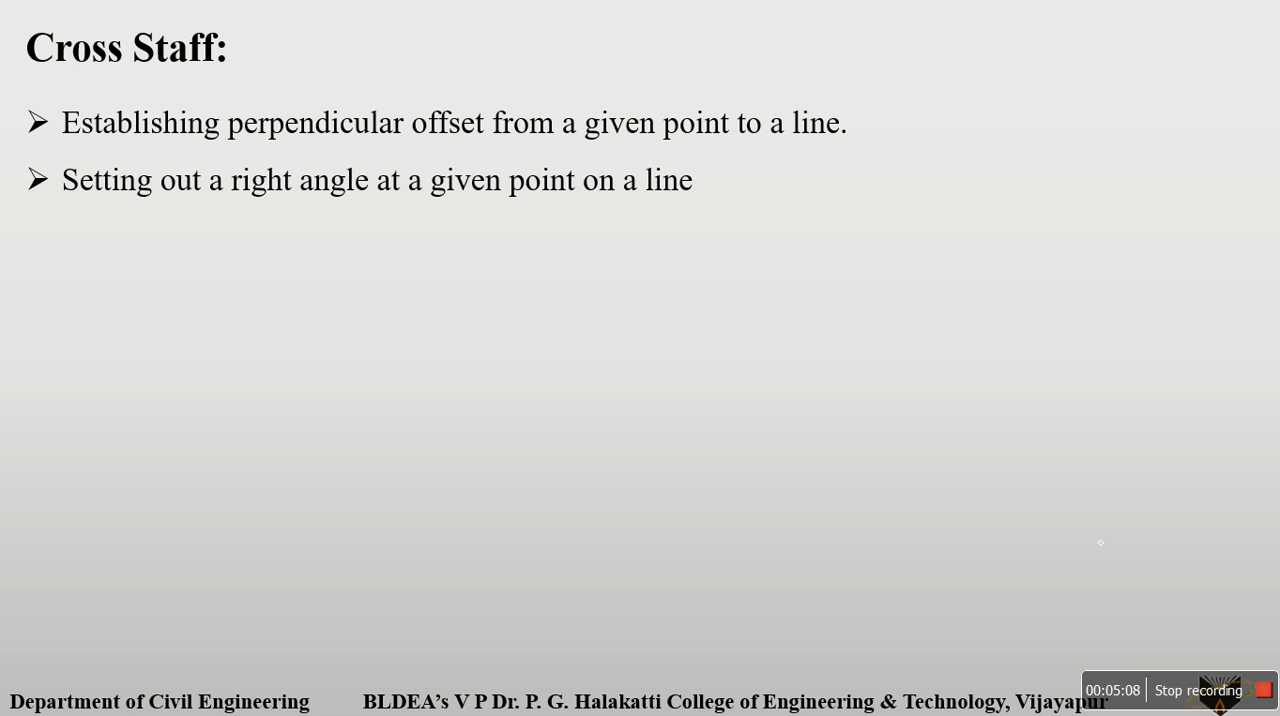 Cross Staff:
➢ Establishing perpendicular offset from a given point to a line.
➢ Setting out a right angle at a given point on a line
Department of Civil Engineering BLDEA’s V P Dr. P. G. Halakatti College of Engineering & Technology, Vijayapur
00:05:08 Stop recording